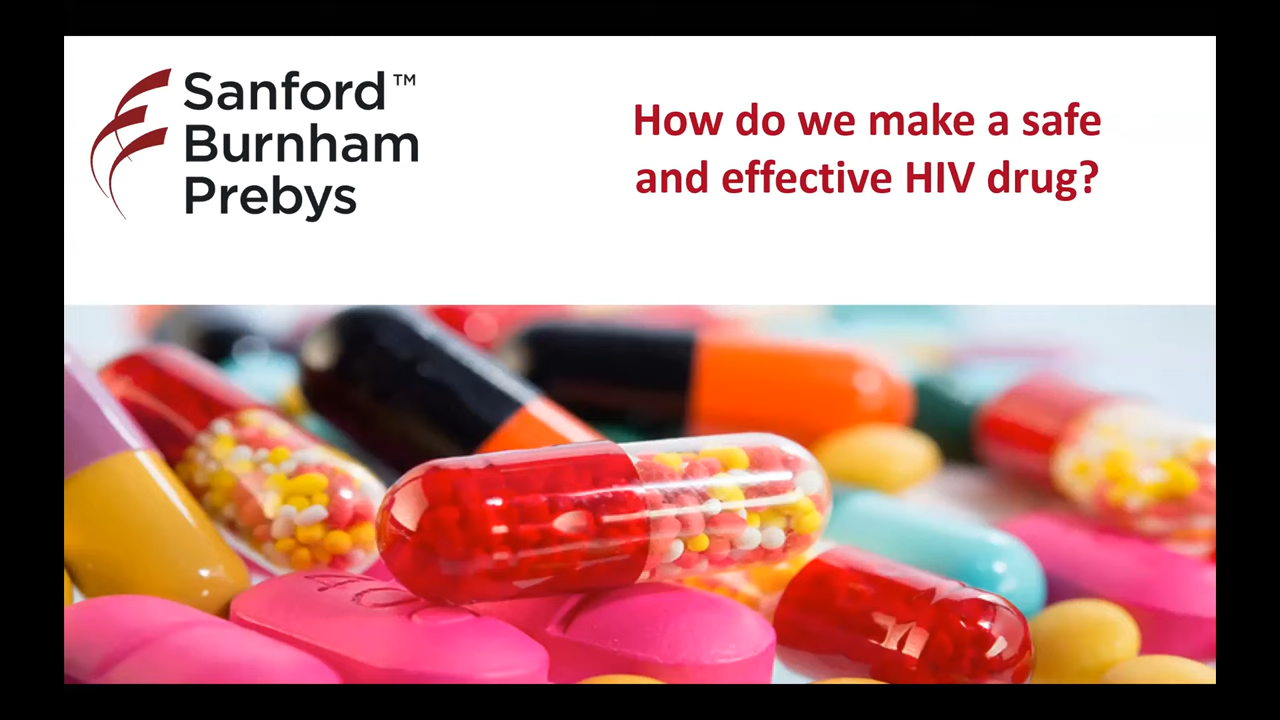 Sanford™
Burnham
Prebys
How do we make a safe
and effective HIV drug?